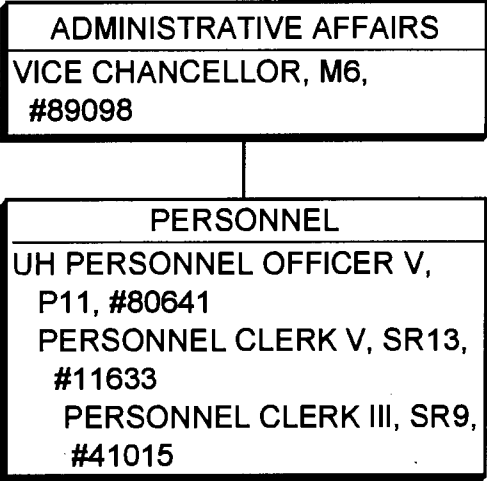 ADMINISTRATIVE AFFAIRS
VICE CHANCELLOR, M6,
#89098
PERSONNEL
UH PERSONNEL OFFICER V,
P11, #80641
PERSONNEL CLERK V, SR13,
#11633
PERSONNEL CLERK III, SR9,
#41015